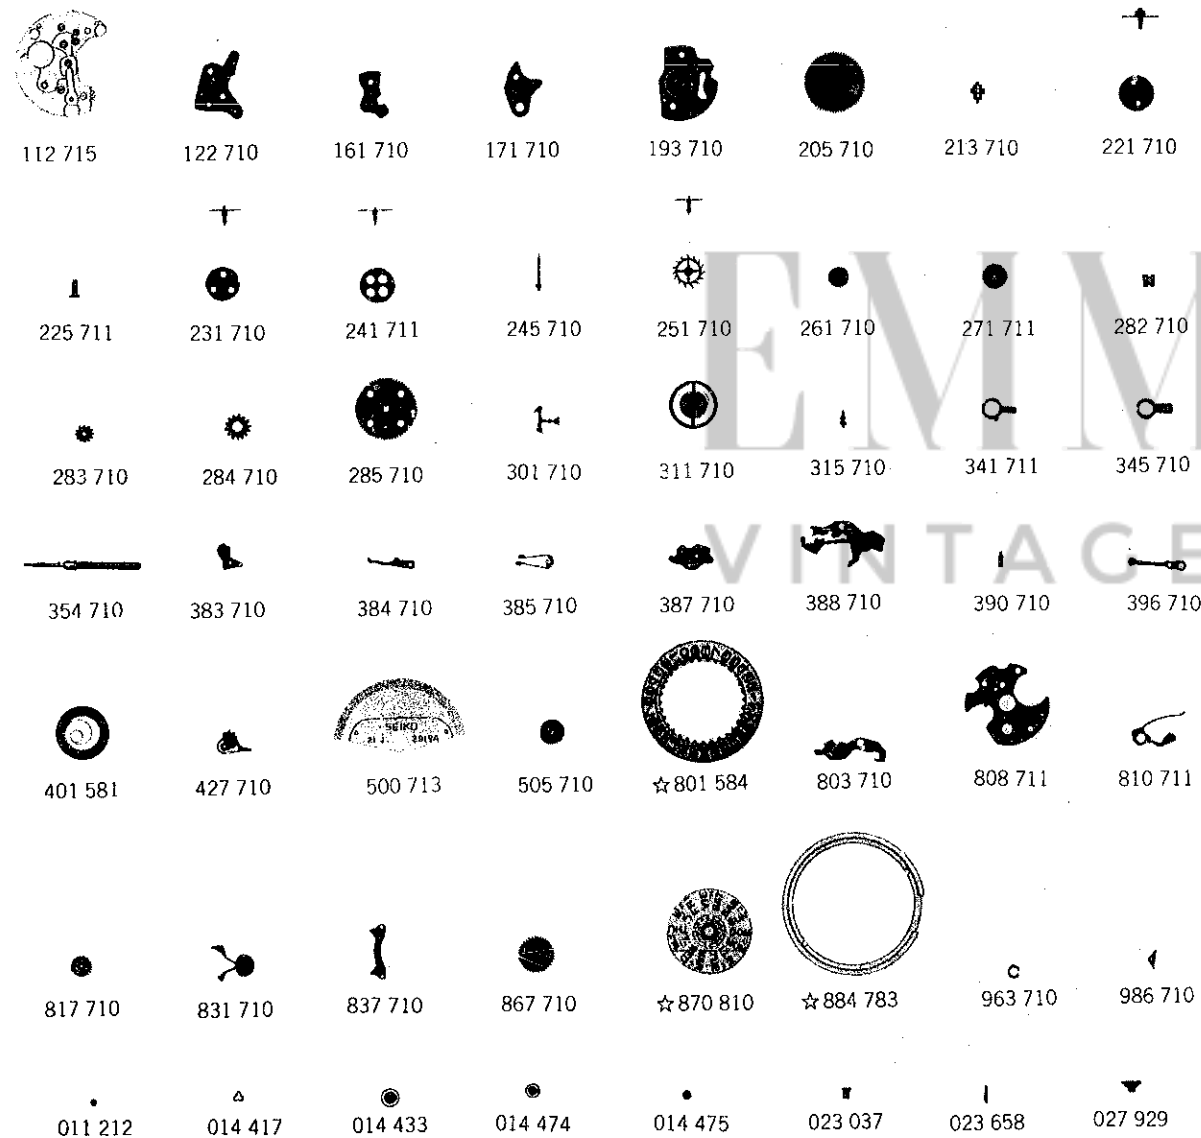 112 715 122 710 161 710 171 710 193 710 205 710 213 710 221 710
225 711 231 710 241 711 245 710 251 710 261 710 271 711 282 710
EMM
283 710 284 710 285 710 301 710 311 710 315 710 341 711 345 710
VINTAGE
354 710 383 710 384 710 385 710 387 710 388 710 390 710 396 710
SEIKO
401 581 427 710 500 713 505 710 ☆801 584 803 710 808 711 810 711
817 710 831 710 837 710 867 710 ☆870 810 ☆884 783 963 710 986 710
011 212 014 417 014 433 014 474 014 475 023 037 023 658 027 929